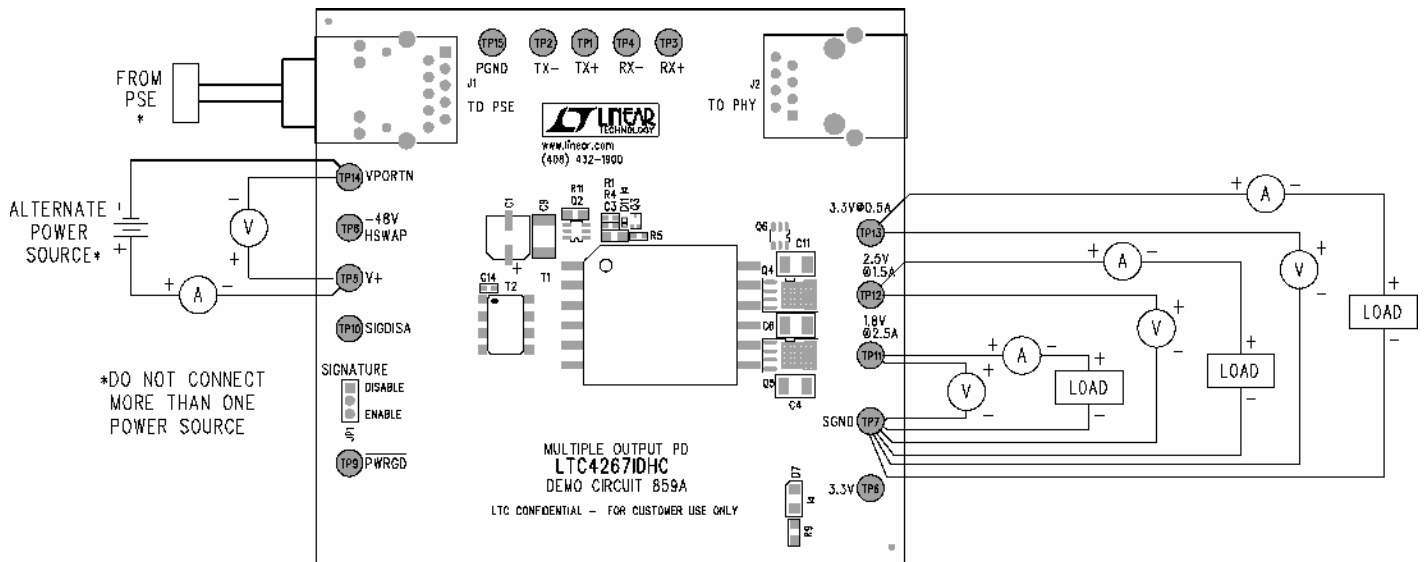 TP15
TP2
TP1
TP4
TP3
PGND
TX-
TX+
RX-
RX+
FROM
PSE
*
J1
TO PSE
J2
TO PHY
LT LINEAR
TECHNOLOGY
www.linear.com
(408) 432-1900
ALTERNATE
POWER
SOURCE*
-
+
-
V
+
+
A
-
TP14 VPORTN
-48V
TP8
HSWAP
TP5 V+
TP10 SIGDISA
SIGNATURE
DISABLE
ENABLE
JP1
TP9 PWRGD
*DO NOT CONNECT
MORE THAN ONE
POWER SOURCE
C1
+
C9
R11
Q2
R1
R4
C3
D11
Q3
R5
C14
T2
T1
Q6
C11
Q4
C8
Q5
C4
3.3V@0.5A
TP13
2.5V
@1.5A
TP12
1.8V
@2.5A
TP11
SGND TP7
3.3V TP6
+
A
-
+
A
-
+
A
-
+
V
-
+
V
-
+
V
-
+
LOAD
-
+
LOAD
-
+
LOAD
-
MULTIPLE OUTPUT PD
LTC4267IDHC
DEMO CIRCUIT 859A
LTC CONFIDENTIAL - FOR CUSTOMER USE ONLY
D7
R9